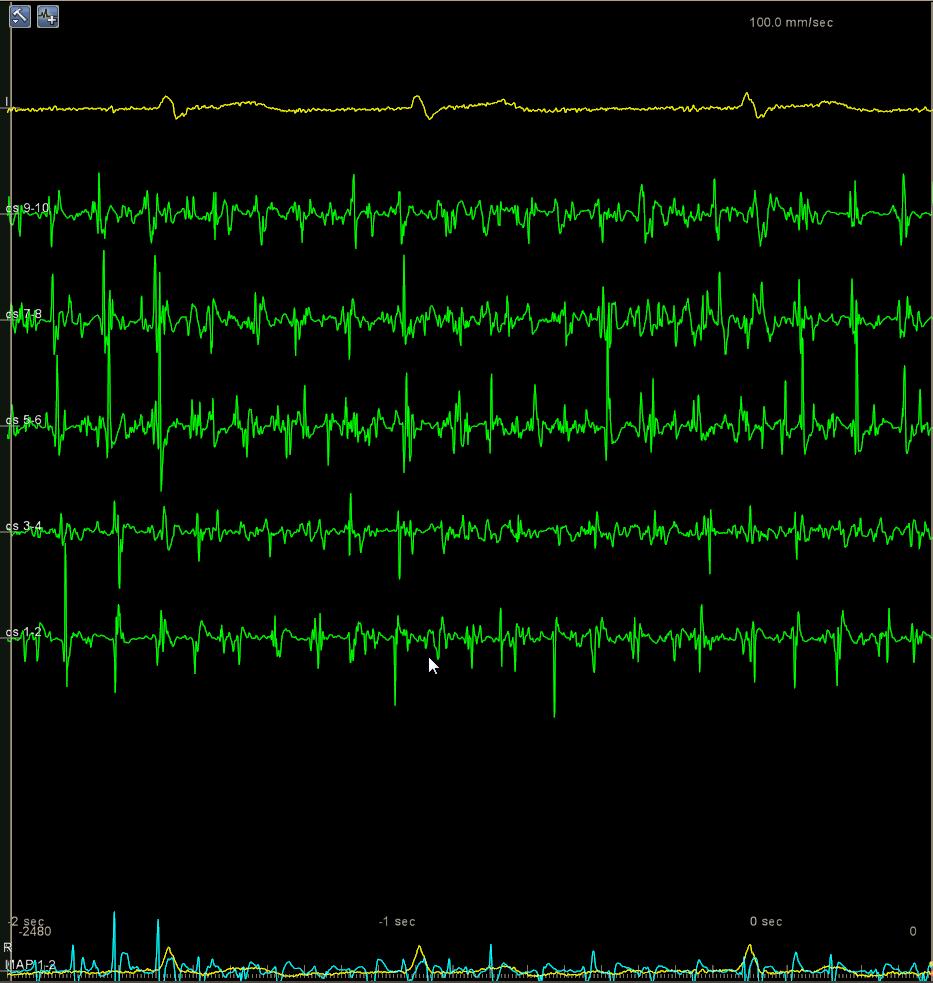 100.0 mm/sec
I
cs 9-10
cs 7-8
cs 5-6
cs 3-4
cs 1-2
-2 sec
-1 sec
0 sec
-2480
0
R
MAP 1-2